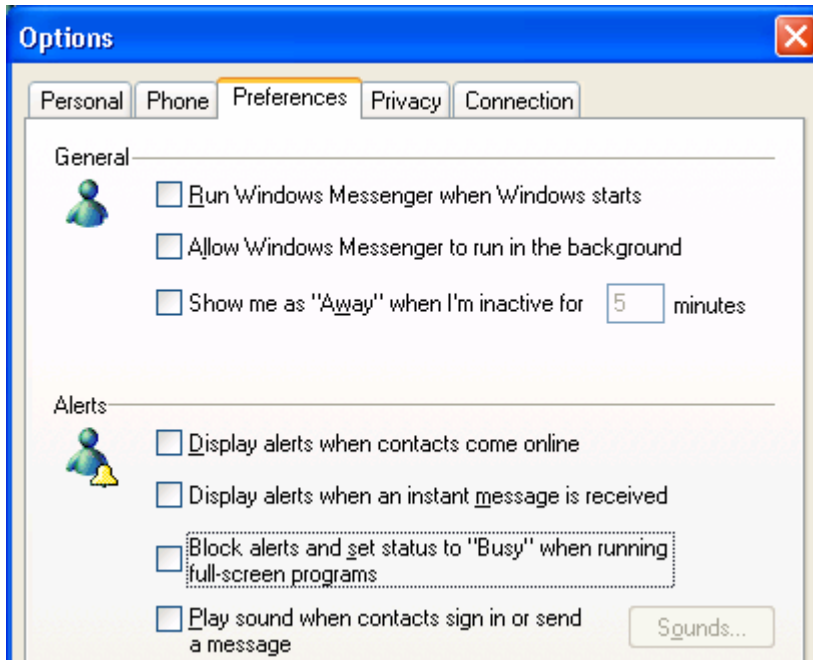 Options
Personal Phone Preferences Privacy Connection
General
Run Windows Messenger when Windows starts
Allow Windows Messenger to run in the background
Show me as "Away" when I'm inactive for 5 minutes
Alerts
Display alerts when contacts come online
Display alerts when an instant message is received
Block alerts and set status to "Busy" when running
full-screen programs
Play sound when contacts sign in or send
a message
Sounds...